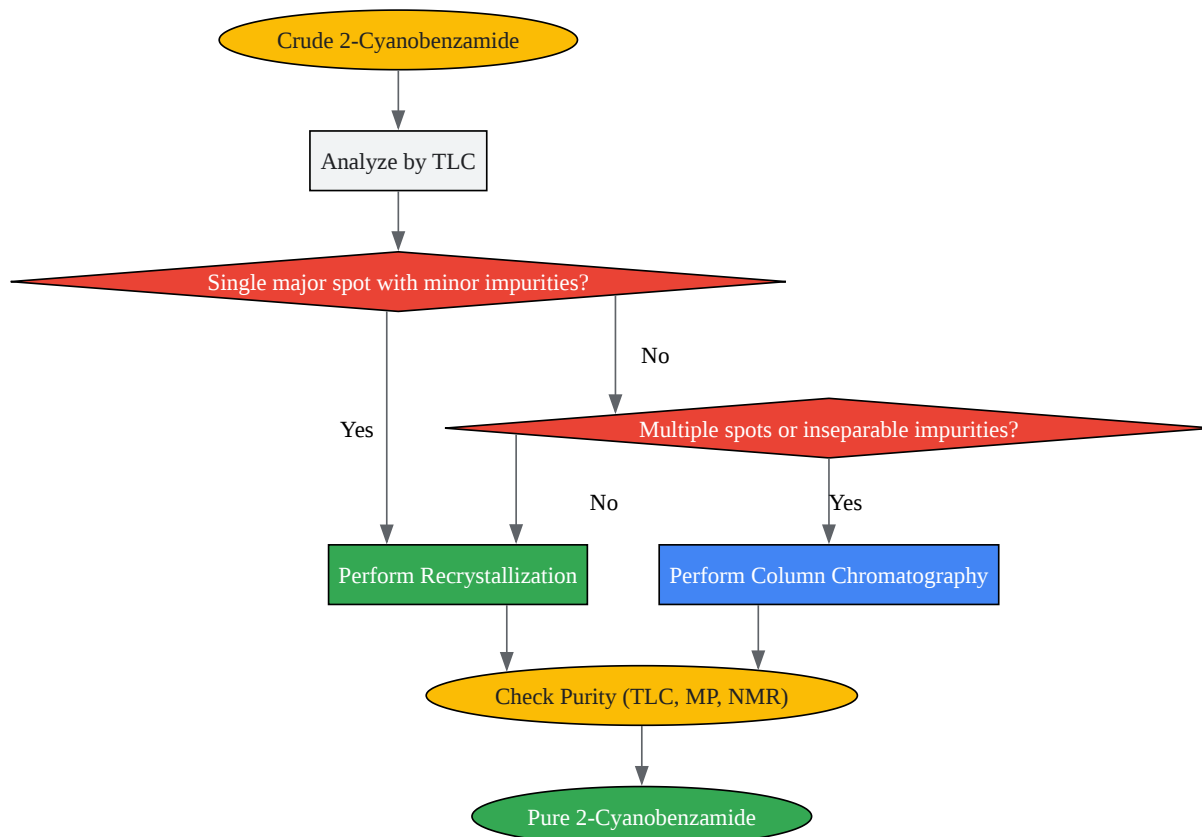 Crude 2-Cyanobenzamide
Analyze by TLC
Single major spot with minor impurities?
No
Yes
Multiple spots or inseparable impurities?
No
Yes
Perform Recrystallization
Perform Column Chromatography
Check Purity (TLC, MP, NMR)
Pure 2-Cyanobenzamide